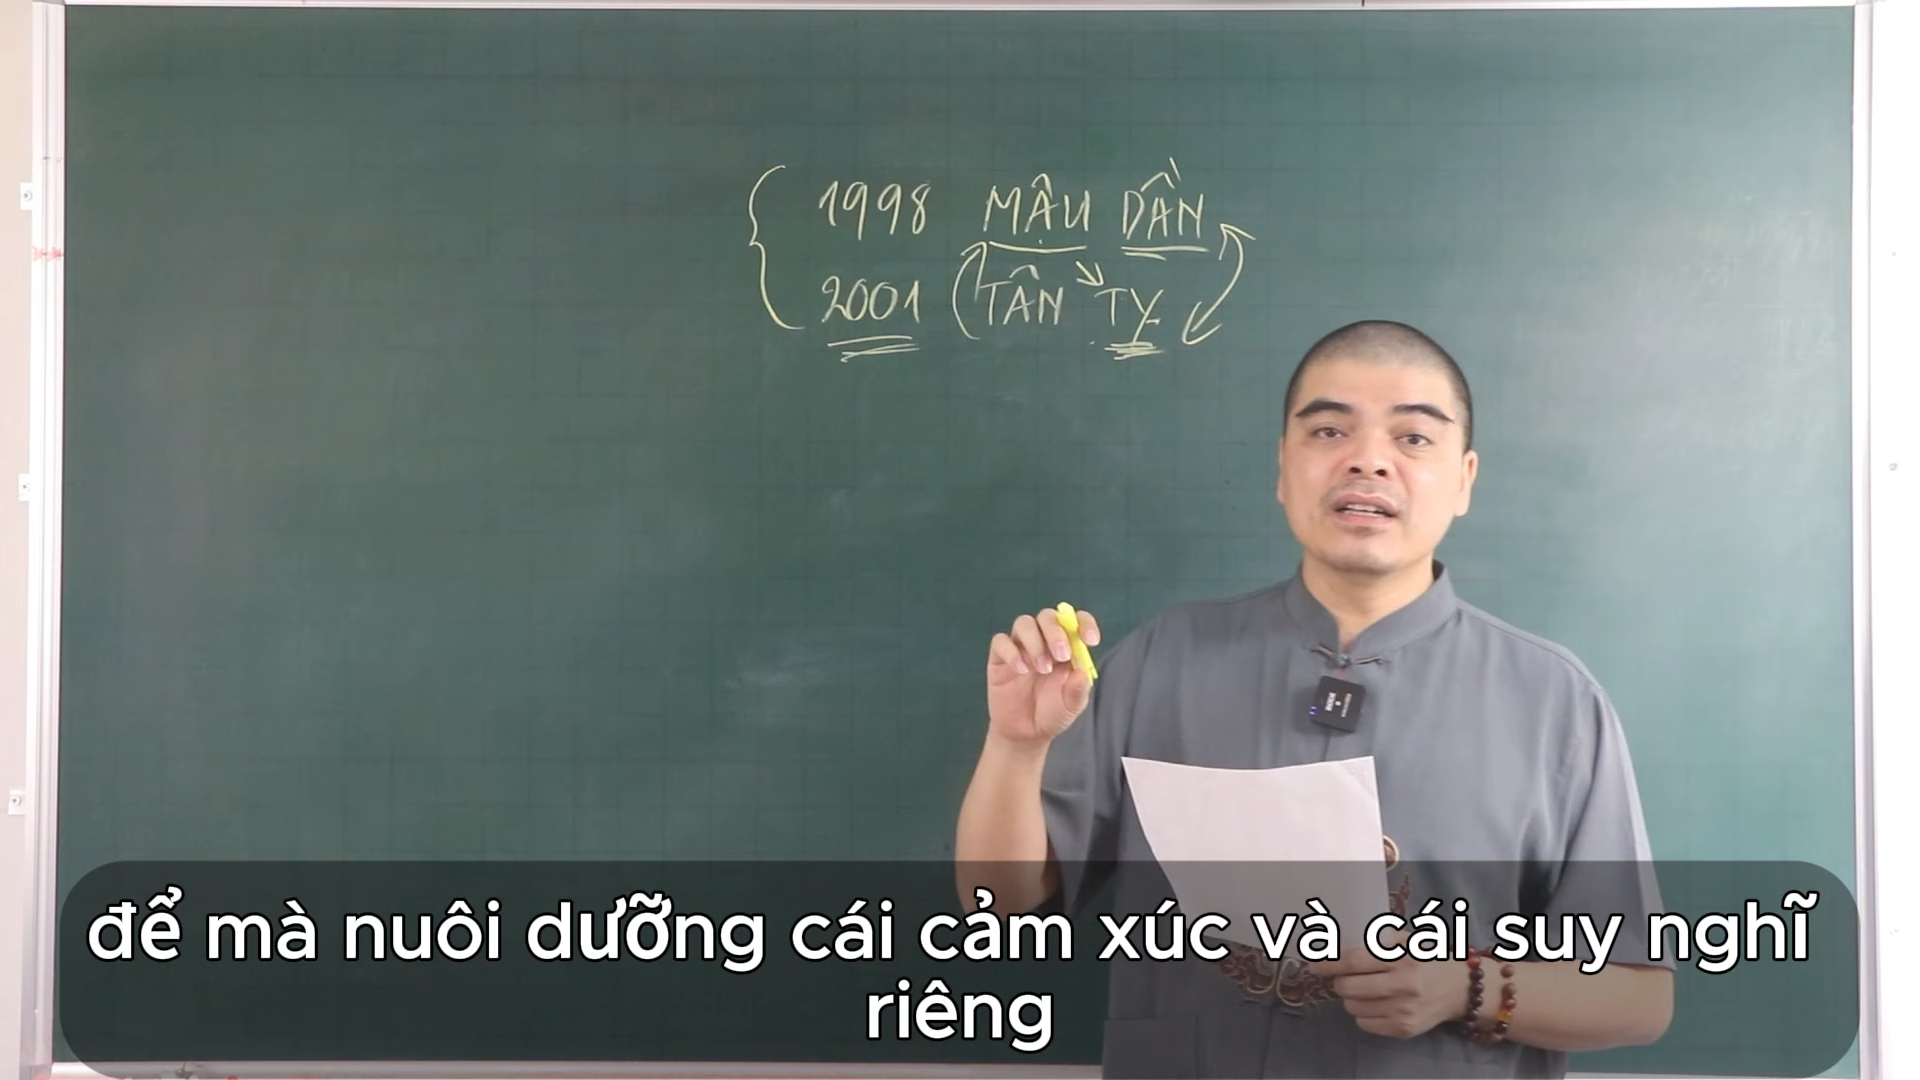 1998 MẬU DẦN
2001 TÂN TỴ
để mà nuôi dưỡng cái cảm xúc và cái suy nghĩ
riêng